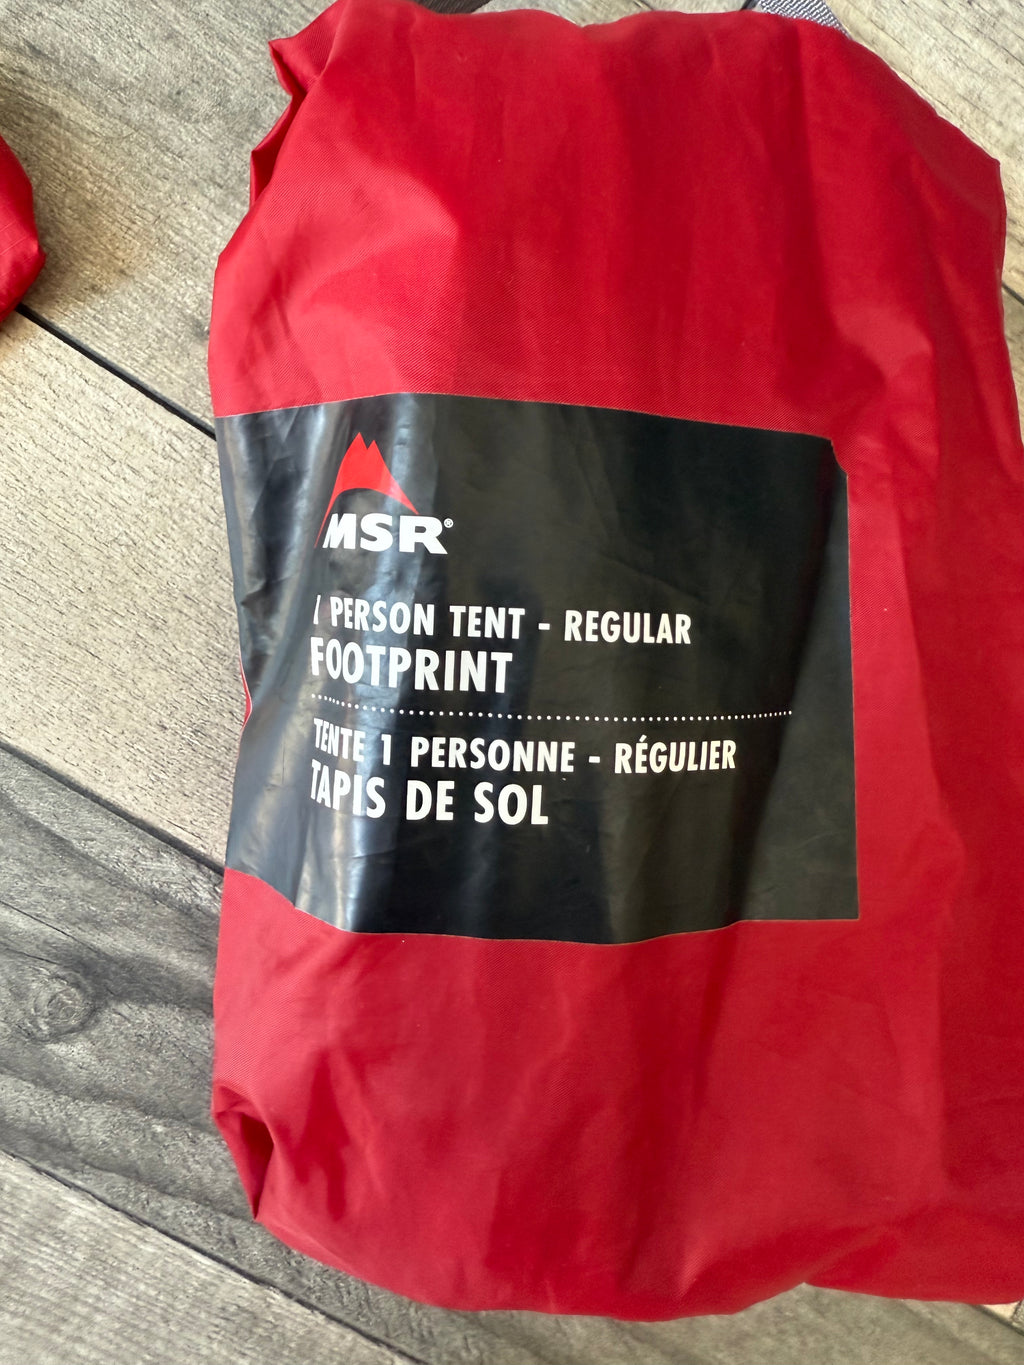 MSR®
1 PERSON TENT - REGULAR
FOOTPRINT
TENTE 1 PERSONNE - RÉGULIER
TAPIS DE SOL